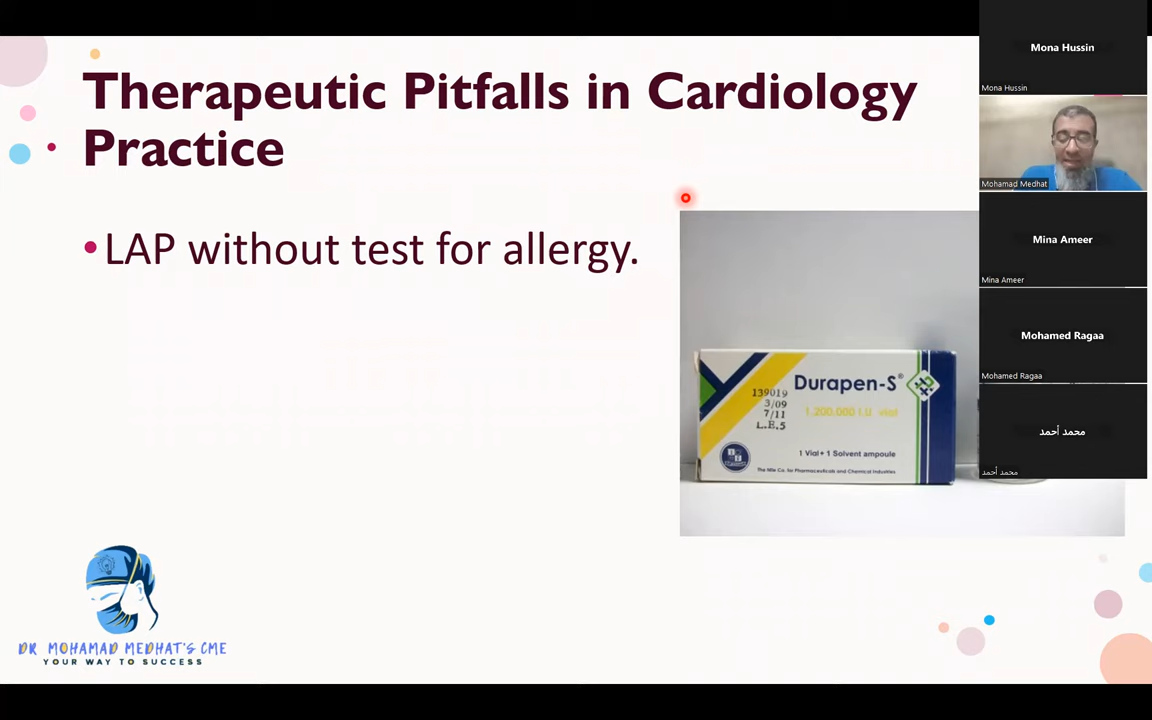 Therapeutic Pitfalls in Cardiology
Practice
•LAP without test for allergy.
139019
3/09
7/11
L.E.5
Durapen-S®
1.200.000 I.U vial
1 Vial+ 1 Solvent ampoule
The Nile Co. for Pharmaceuticals and Chemical Industries
DR MOHAMAD MEDHAT'S CME
YOUR WAY TO SUCCESS
Mona Hussin
Mona Hussin
Mohamad Medhat
Mina Ameer
Mina Ameer
Mohamed Ragaa
Mohamed Ragaa
محمد أحمد
محمد أحمد